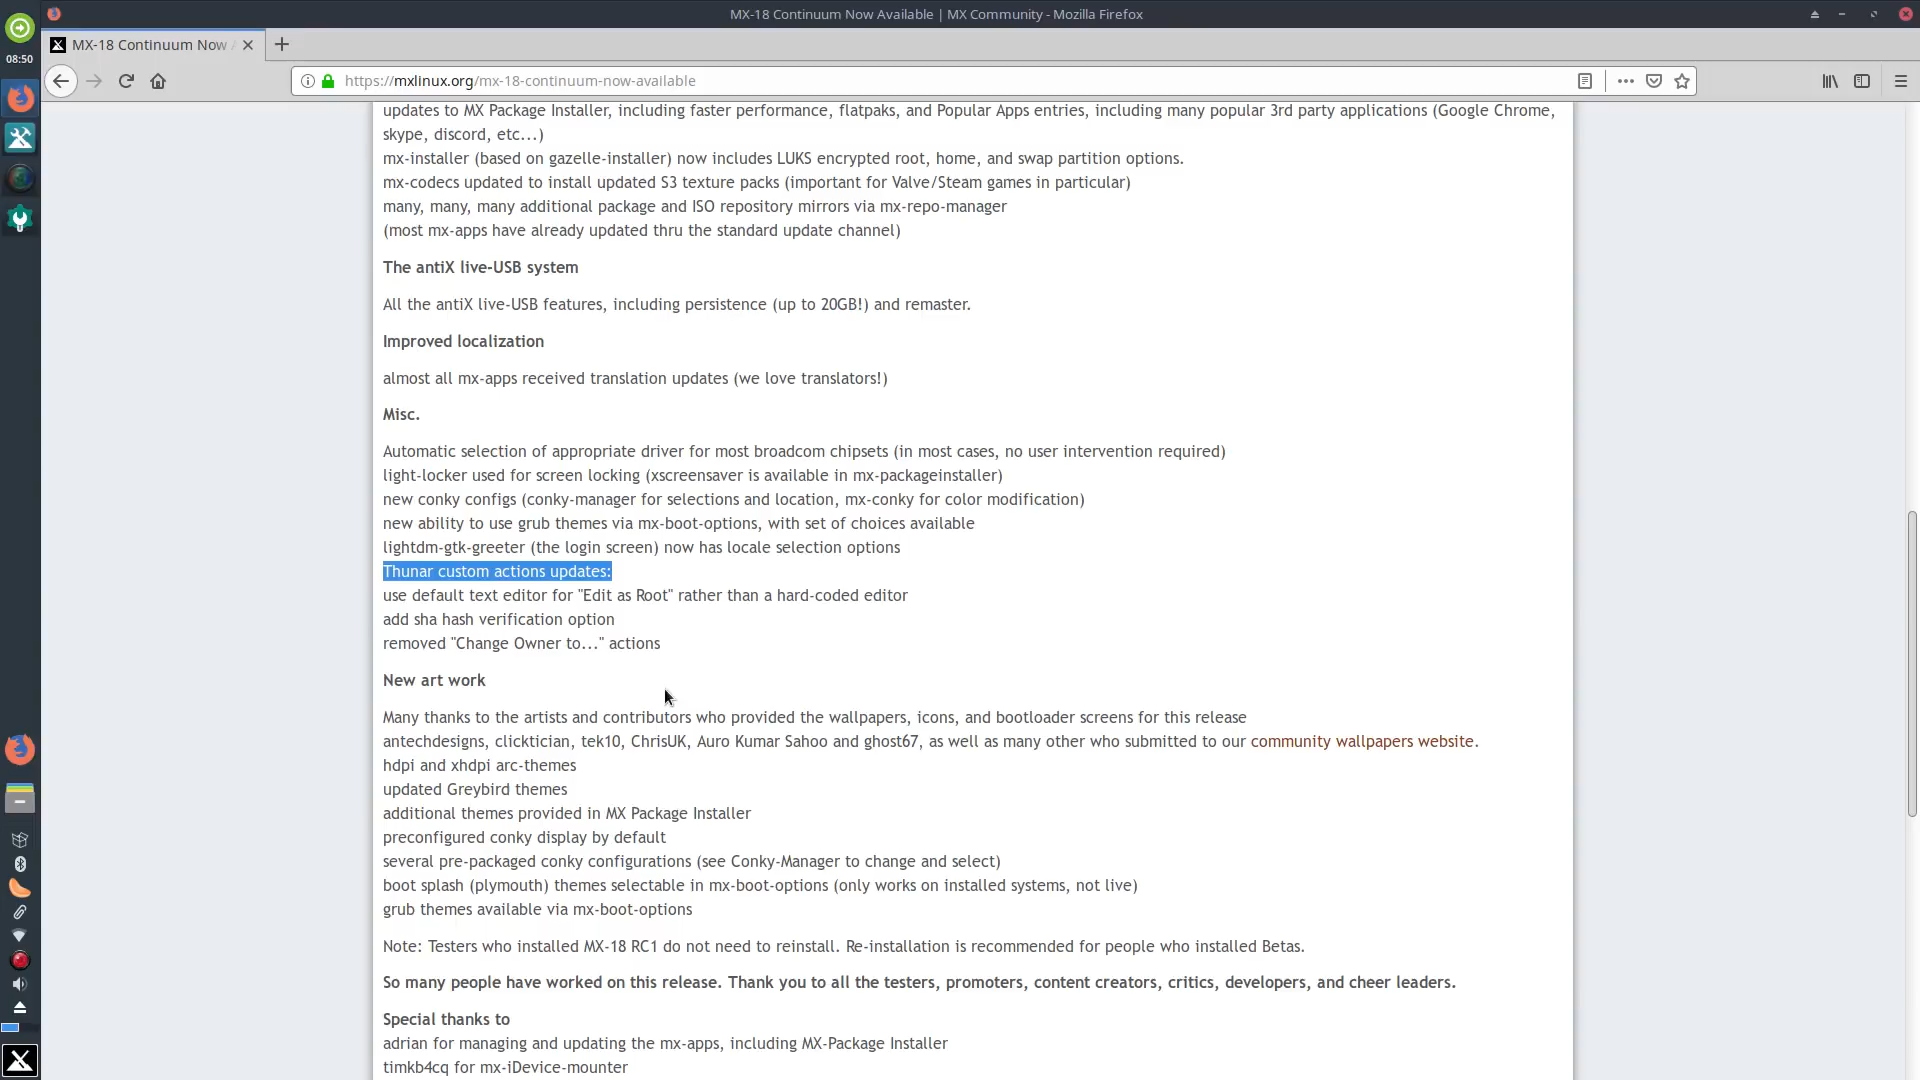 MX-18 Continuum Now Available | MX Community - Mozilla Firefox
08:50
MX-18 Continuum Now
https://mxlinux.org/mx-18-continuum-now-available
updates to MX Package Installer, including faster performance, flatpaks, and Popular Apps entries, including many popular 3rd party applications (Google Chrome,
skype, discord, etc...)
mx-installer (based on gazelle-installer) now includes LUKS encrypted root, home, and swap partition options.
mx-codecs updated to install updated S3 texture packs (important for Valve/Steam games in particular)
many, many, many additional package and ISO repository mirrors via mx-repo-manager
(most mx-apps have already updated thru the standard update channel)
The antiX live-USB system
All the antiX live-USB features, including persistence (up to 20GB!) and remaster.
Improved localization
almost all mx-apps received translation updates (we love translators!)
Misc.
Automatic selection of appropriate driver for most broadcom chipsets (in most cases, no user intervention required)
light-locker used for screen locking (xscreensaver is available in mx-packageinstaller)
new conky configs (conky-manager for selections and location, mx-conky for color modification)
new ability to use grub themes via mx-boot-options, with set of choices available
lightdm-gtk-greeter (the login screen) now has locale selection options
Thunar custom actions updates:
use default text editor for "Edit as Root" rather than a hard-coded editor
add sha hash verification option
removed "Change Owner to..." actions
New art work
Many thanks to the artists and contributors who provided the wallpapers, icons, and bootloader screens for this release
antechdesigns, clicktician, tek10, ChrisUK, Auro Kumar Sahoo and ghost67, as well as many other who submitted to our community wallpapers website.
hdpi and xhdpi arc-themes
updated Greybird themes
additional themes provided in MX Package Installer
preconfigured conky display by default
several pre-packaged conky configurations (see Conky-Manager to change and select)
boot splash (plymouth) themes selectable in mx-boot-options (only works on installed systems, not live)
grub themes available via mx-boot-options
Note: Testers who installed MX-18 RC1 do not need to reinstall. Re-installation is recommended for people who installed Betas.
So many people have worked on this release. Thank you to all the testers, promoters, content creators, critics, developers, and cheer leaders.
Special thanks to
adrian for managing and updating the mx-apps, including MX-Package Installer
timkb4cq for mx-iDevice-mounter